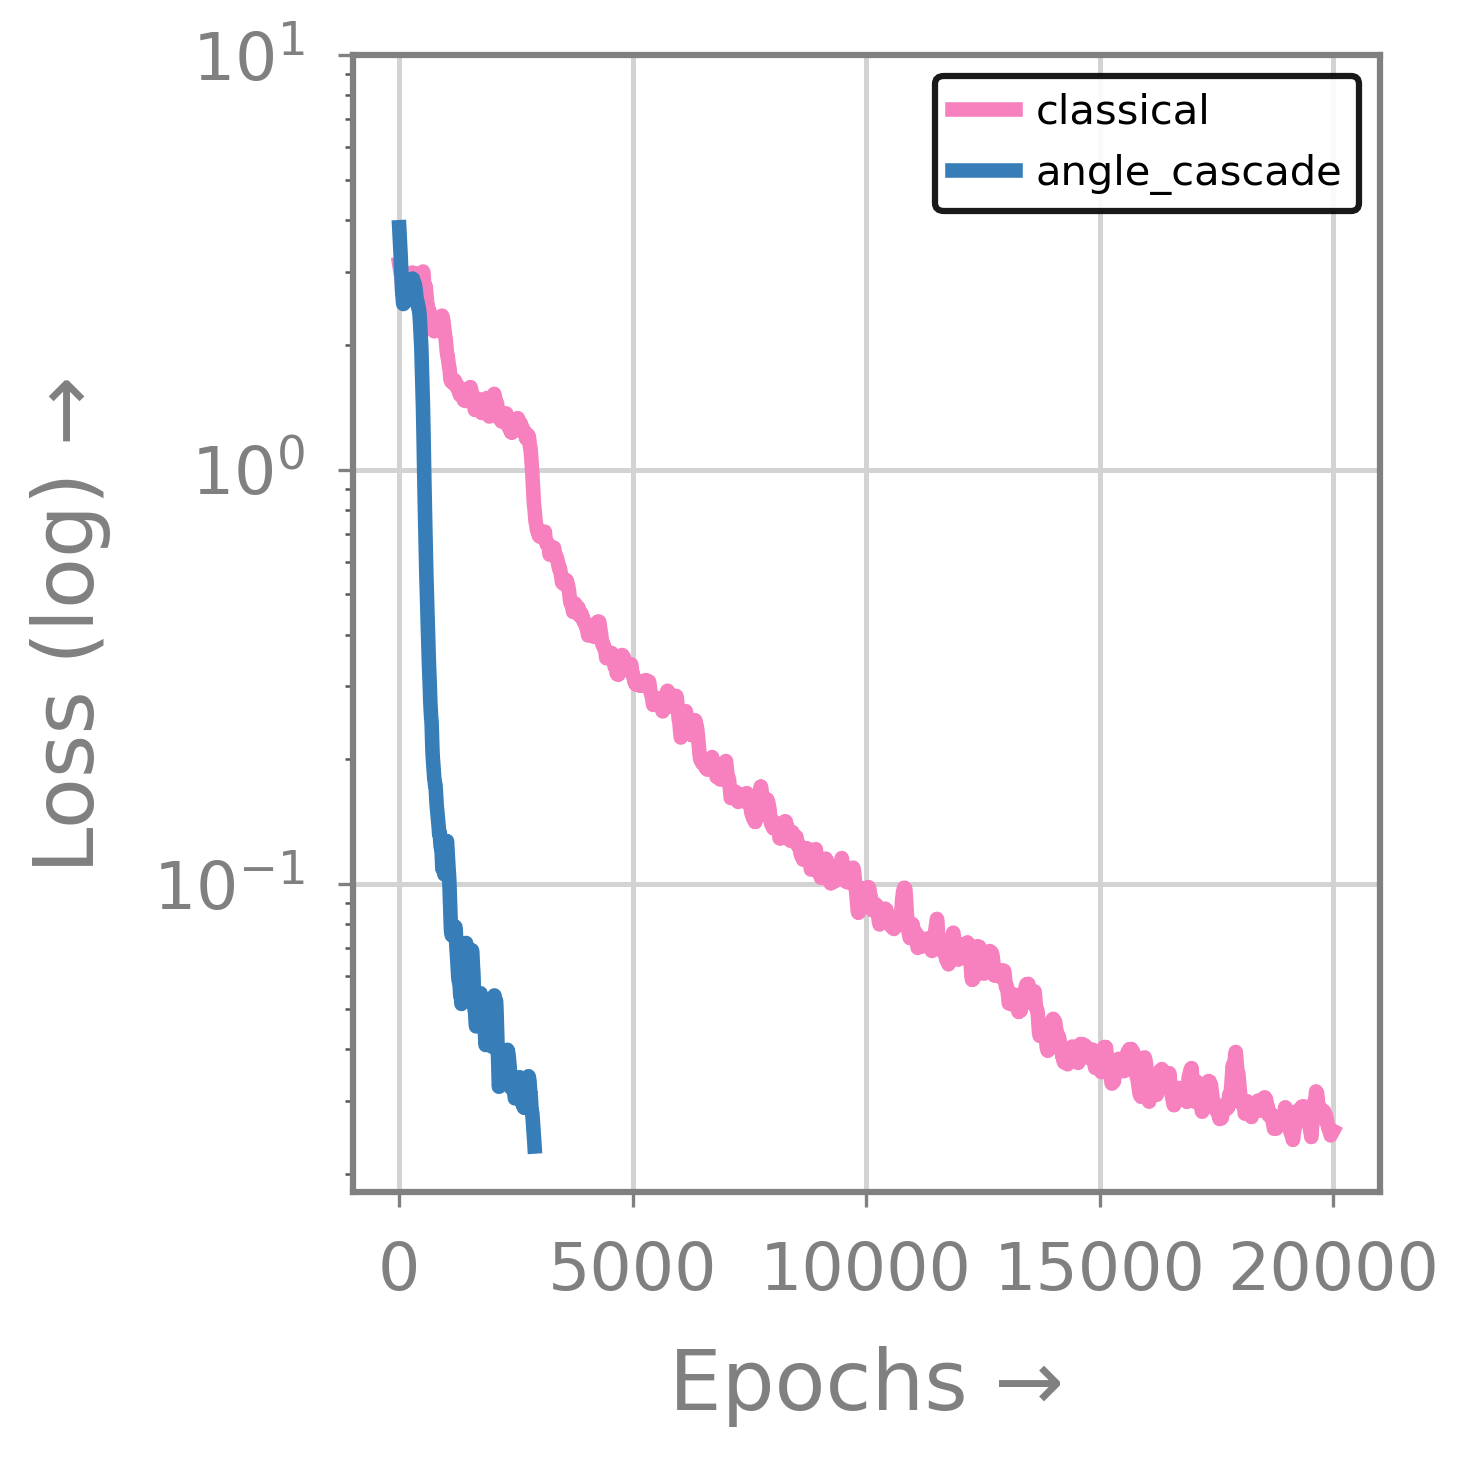 10¹
10⁰
10⁻¹
Loss (log) →
classical
angle_cascade
0 5000 10000 15000 20000
Epochs →